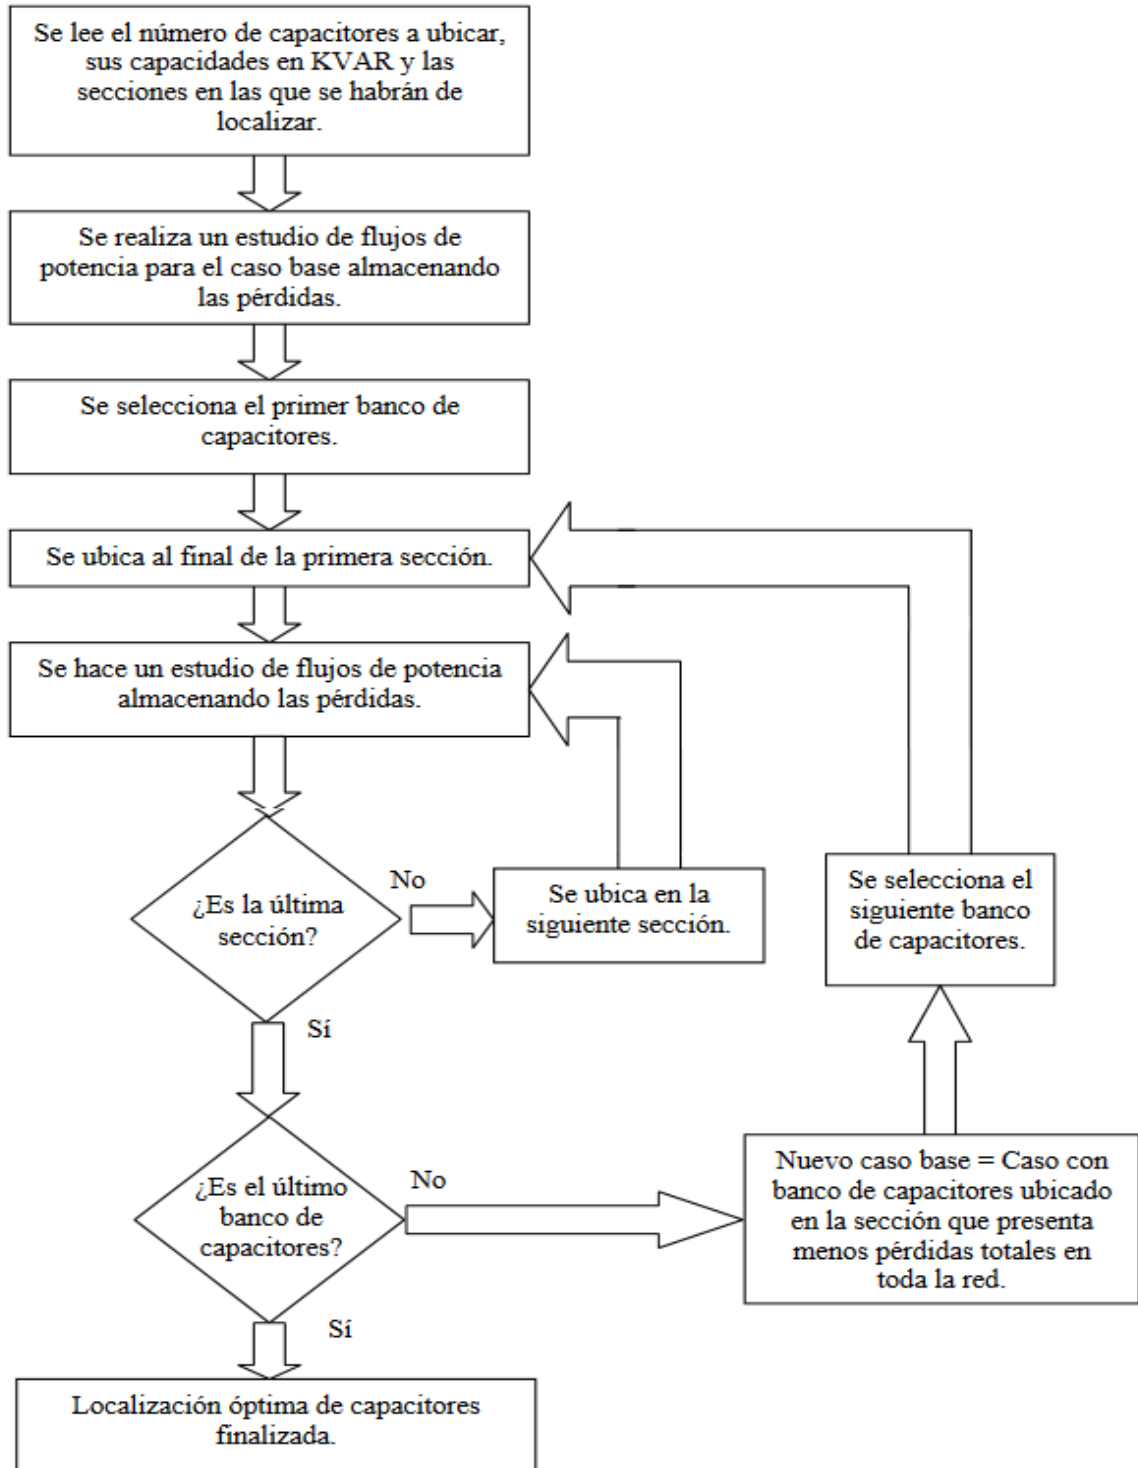 Se lee el número de capacitores a ubicar,
sus capacidades en KVAR y las
secciones en las que se habrán de
localizar.
Se realiza un estudio de flujos de
potencia para el caso base almacenando
las pérdidas.
Se selecciona el primer banco de
capacitores.
Se ubica al final de la primera sección.
Se hace un estudio de flujos de potencia
almacenando las pérdidas.
¿Es la última
sección?
No
Se ubica en la
siguiente sección.
Se selecciona el
siguiente banco
de capacitores.
Sí
¿Es el último
banco de
capacitores?
No
Nuevo caso base = Caso con
banco de capacitores ubicado
en la sección que presenta
menos pérdidas totales en
toda la red.
Sí
Localización óptima de capacitores
finalizada.